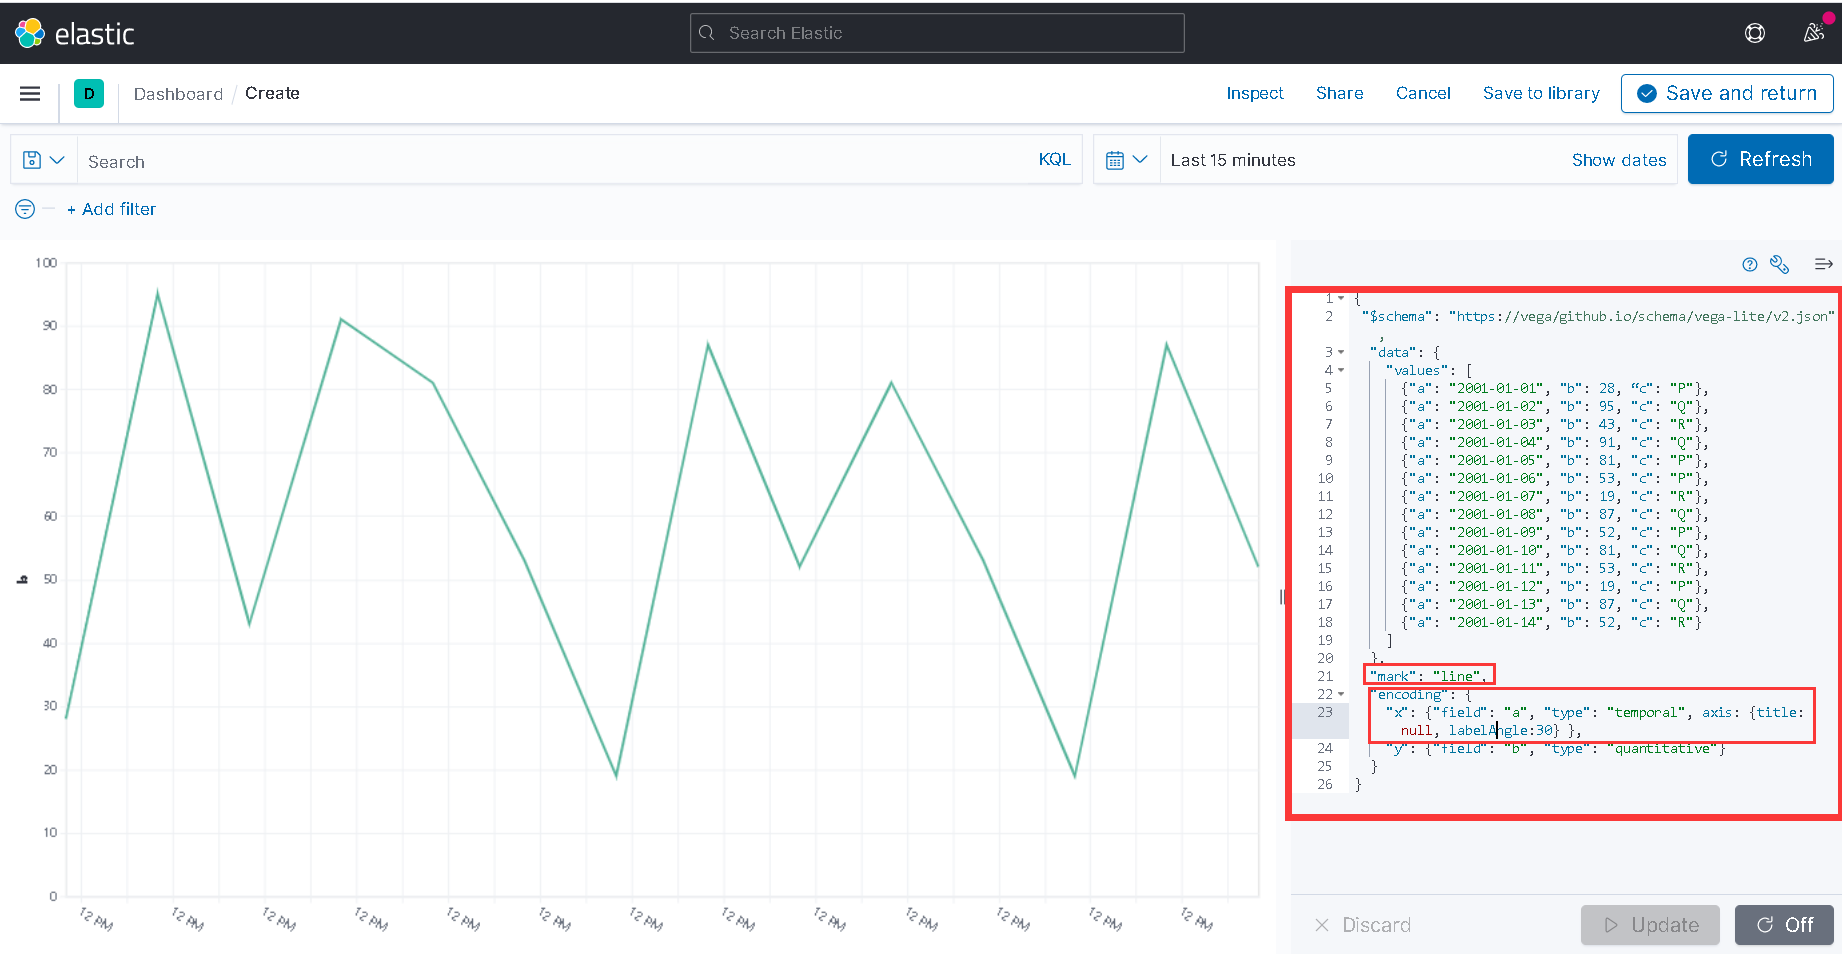 elastic
Search Elastic
D
Dashboard / Create
Inspect
Share
Cancel
Save to library
Save and return
Search
KQL
Last 15 minutes
Show dates
Refresh
+ Add filter
100
90
80
70
60
50
40
30
20
10
0
b
12 PM
12 PM
12 PM
12 PM
12 PM
12 PM
12 PM
12 PM
12 PM
12 PM
12 PM
12 PM
12 PM
1 {
2 "$schema": "https://vega/github.io/schema/vega-lite/v2.json"
,
3 "data": {
4 "values": [
5 {"a": "2001-01-01", "b": 28, “c": "P"},
6 {"a": "2001-01-02", "b": 95, "c": "Q"},
7 {"a": "2001-01-03", "b": 43, "c": "R"},
8 {"a": "2001-01-04", "b": 91, "c": "Q"},
9 {"a": "2001-01-05", "b": 81, "c": "P"},
10 {"a": "2001-01-06", "b": 53, "c": "P"},
11 {"a": "2001-01-07", "b": 19, "c": "R"},
12 {"a": "2001-01-08", "b": 87, "c": "Q"},
13 {"a": "2001-01-09", "b": 52, "c": "P"},
14 {"a": "2001-01-10", "b": 81, "c": "Q"},
15 {"a": "2001-01-11", "b": 53, "c": "R"},
16 {"a": "2001-01-12", "b": 19, "c": "P"},
17 {"a": "2001-01-13", "b": 87, "c": "Q"},
18 {"a": "2001-01-14", "b": 52, "c": "R"}
19 ]
20 },
21 "mark": "line",
22 "encoding": {
23 "x": {"field": "a", "type": "temporal", axis: {title:
null, labelAngle:30} },
24 "y": {"field": "b", "type": "quantitative"}
25 }
26 }
Discard
Update
Off